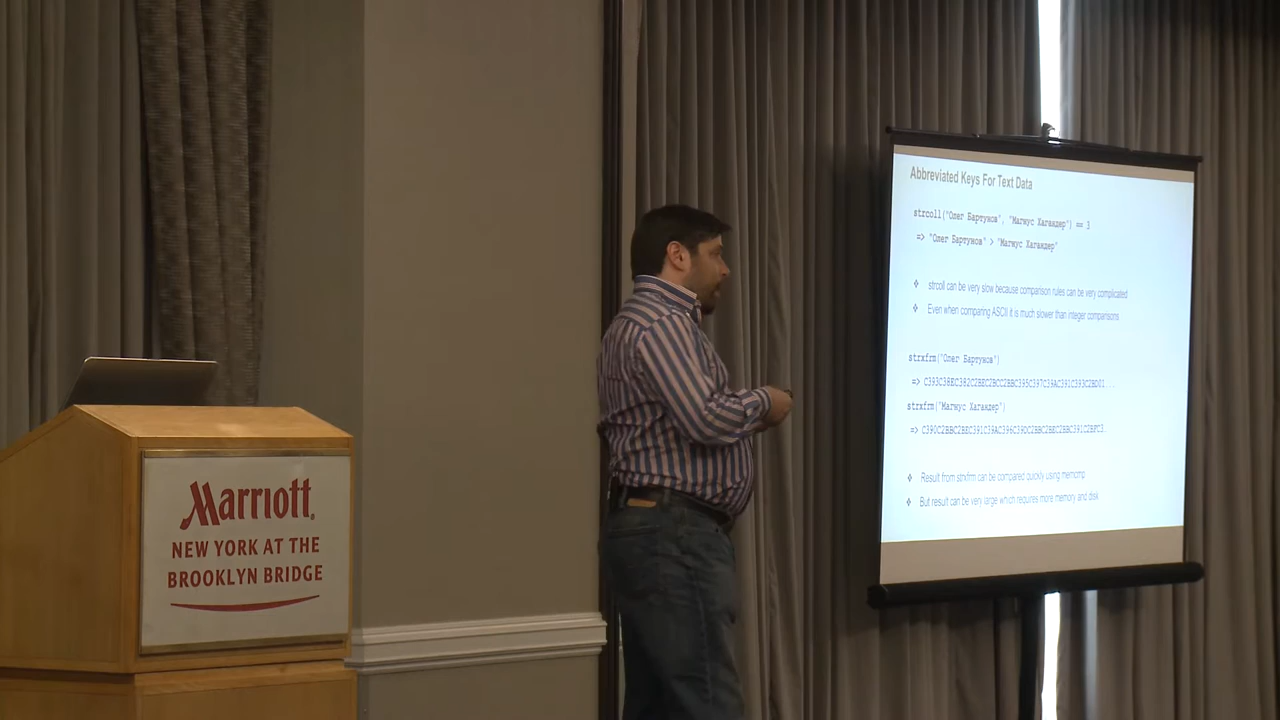 Marriott
NEW YORK AT THE
BROOKLYN BRIDGE
Abbreviated Keys For Text Data
strcoll("Олег Бартунов", "Магнус Хагандер") == 3
=> "Олег Бартунов" > "Магнус Хагандер"
❖ strcoll can be very slow because comparison rules can be very complicated
❖ Even when comparing ASCII it is much slower than integer comparisons
strxfrm("Олег Бартунов")
=>
strxfrm("Магнус Хагандер")
=>
❖ Result from strxfrm can be compared quickly using memcmp
❖ But result can be very large which requires more memory and disk